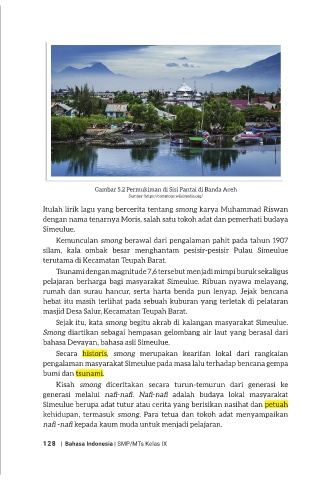 Gambar 5.2 Permukiman di Sisi Pantai di Banda Aceh
Sumber: https://commons.wikimedia.org/
Itulah lirik lagu yang bercerita tentang smong karya Muhammad Riswan
dengan nama tenarnya Moris, salah satu tokoh adat dan pemerhati budaya
Simeulue.
Kemunculan smong berawal dari pengalaman pahit pada tahun 1907
silam, kala ombak besar menghantam pesisir-pesisir Pulau Simeulue
terutama di Kecamatan Teupah Barat.
Tsunami dengan magnitude 7,6 tersebut menjadi mimpi buruk sekaligus
pelajaran berharga bagi masyarakat Simeulue. Ribuan nyawa melayang,
rumah dan surau hancur, serta harta benda pun lenyap. Jejak bencana
hebat itu masih terlihat pada sebuah kuburan yang terletak di pelataran
masjid Desa Salur, Kecamatan Teupah Barat.
Sejak itu, kata smong begitu akrab di kalangan masyarakat Simeulue.
Smong diartikan sebagai hempasan gelombang air laut yang berasal dari
bahasa Devayan, bahasa asli Simeulue.
Secara historis, smong merupakan kearifan lokal dari rangkaian
pengalaman masyarakat Simeulue pada masa lalu terhadap bencana gempa
bumi dan tsunami.
Kisah smong diceritakan secara turun-temurun dari generasi ke
generasi melalui nafi-nafi. Nafi-nafi adalah budaya lokal masyarakat
Simeulue berupa adat tutur atau cerita yang berisikan nasihat dan petuah
kehidupan, termasuk smong. Para tetua dan tokoh adat menyampaikan
nafi -nafi kepada kaum muda untuk menjadi pelajaran.
128 | Bahasa Indonesia | SMP/MTs Kelas IX